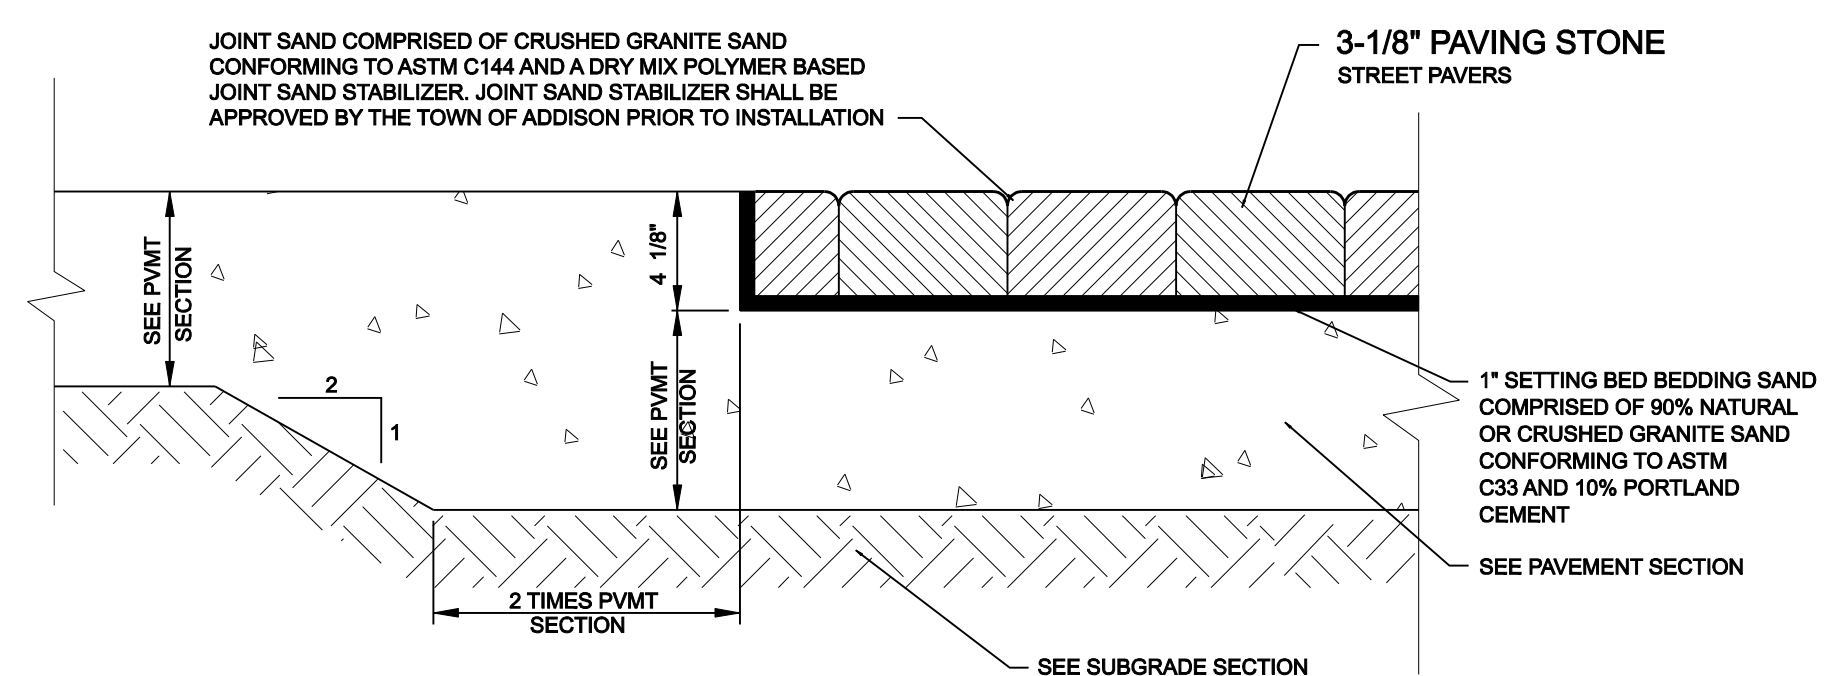 JOINT SAND COMPRISED OF CRUSHED GRANITE SAND
CONFORMING TO ASTM C144 AND A DRY MIX POLYMER BASED
JOINT SAND STABILIZER. JOINT SAND STABILIZER SHALL BE
APPROVED BY THE TOWN OF ADDISON PRIOR TO INSTALLATION
3-1/8" PAVING STONE
STREET PAVERS
SEE PVMT
SECTION
4 1/8"
2
1
SEE PVMT
SECTION
1" SETTING BED BEDDING SAND
COMPRISED OF 90% NATURAL
OR CRUSHED GRANITE SAND
CONFORMING TO ASTM
C33 AND 10% PORTLAND
CEMENT
SEE PAVEMENT SECTION
2 TIMES PVMT
SECTION
SEE SUBGRADE SECTION